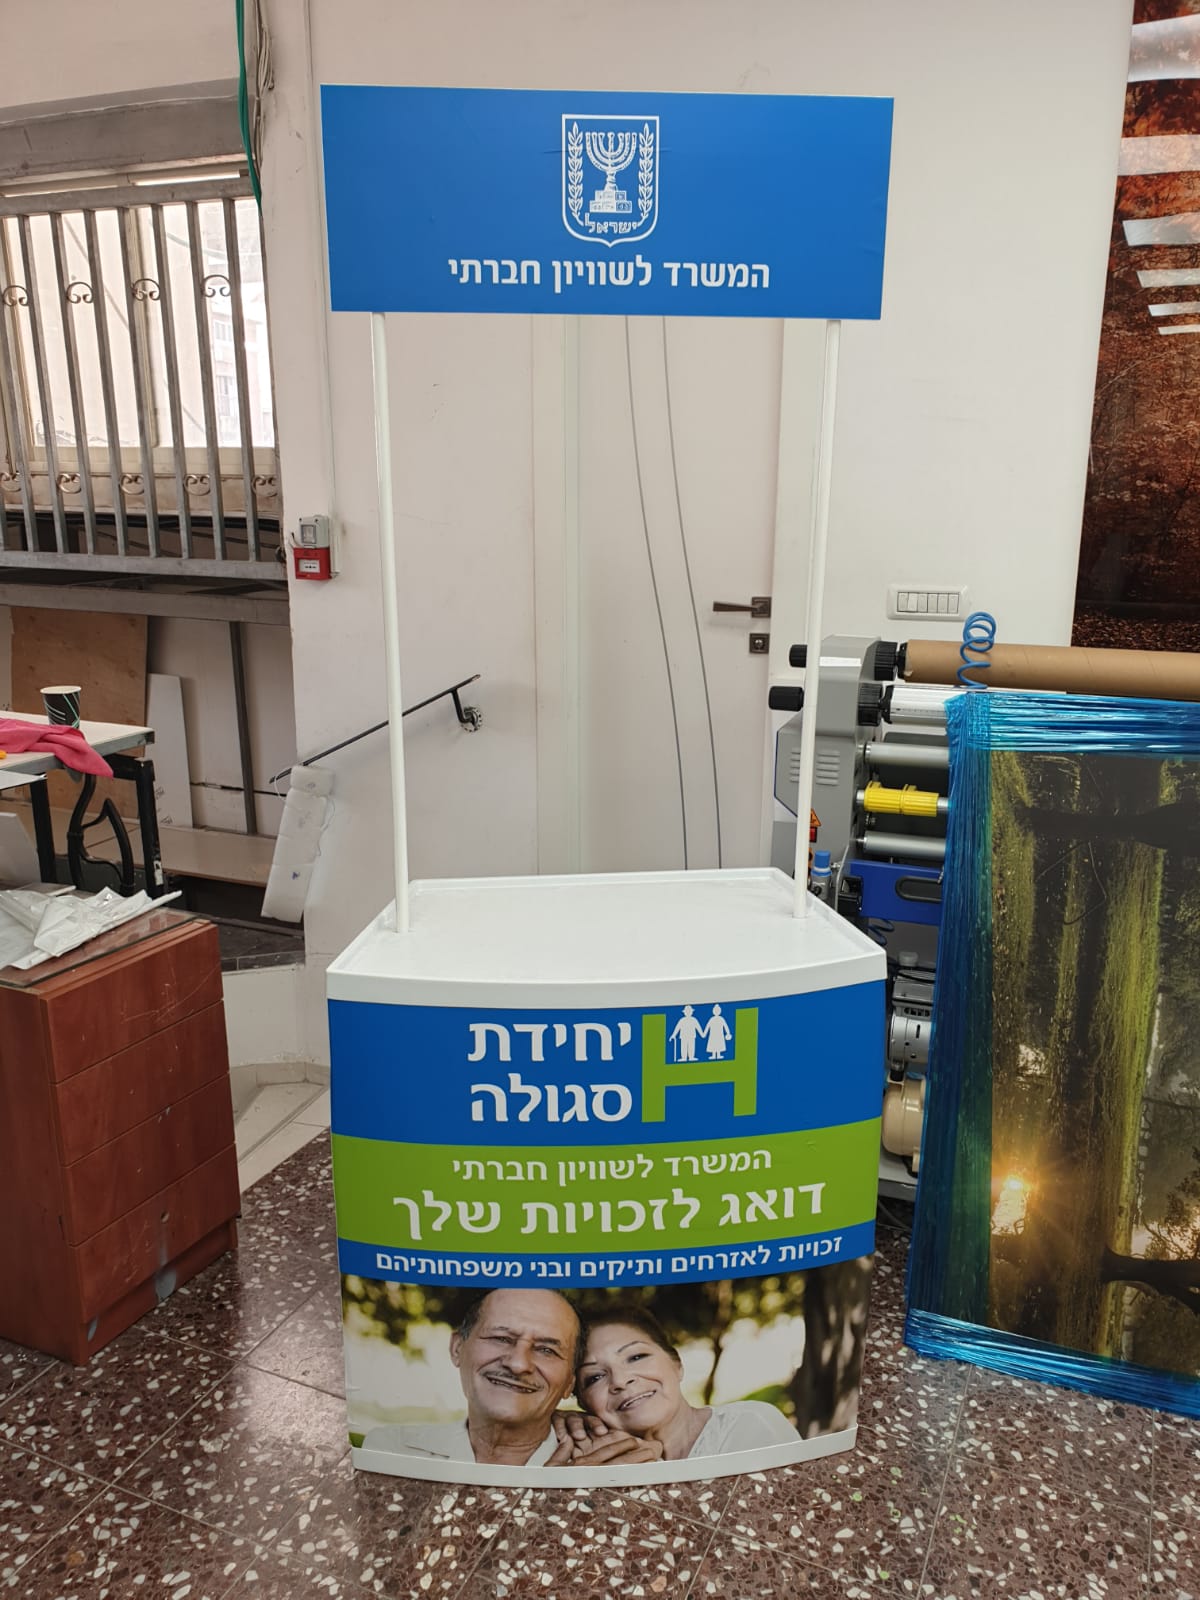 ישראל
המשרד לשוויון חברתי
יחידת
סגולה
המשרד לשוויון חברתי
דואג לזכויות שלך
זכויות לאזרחים ותיקים ובני משפחותיהם